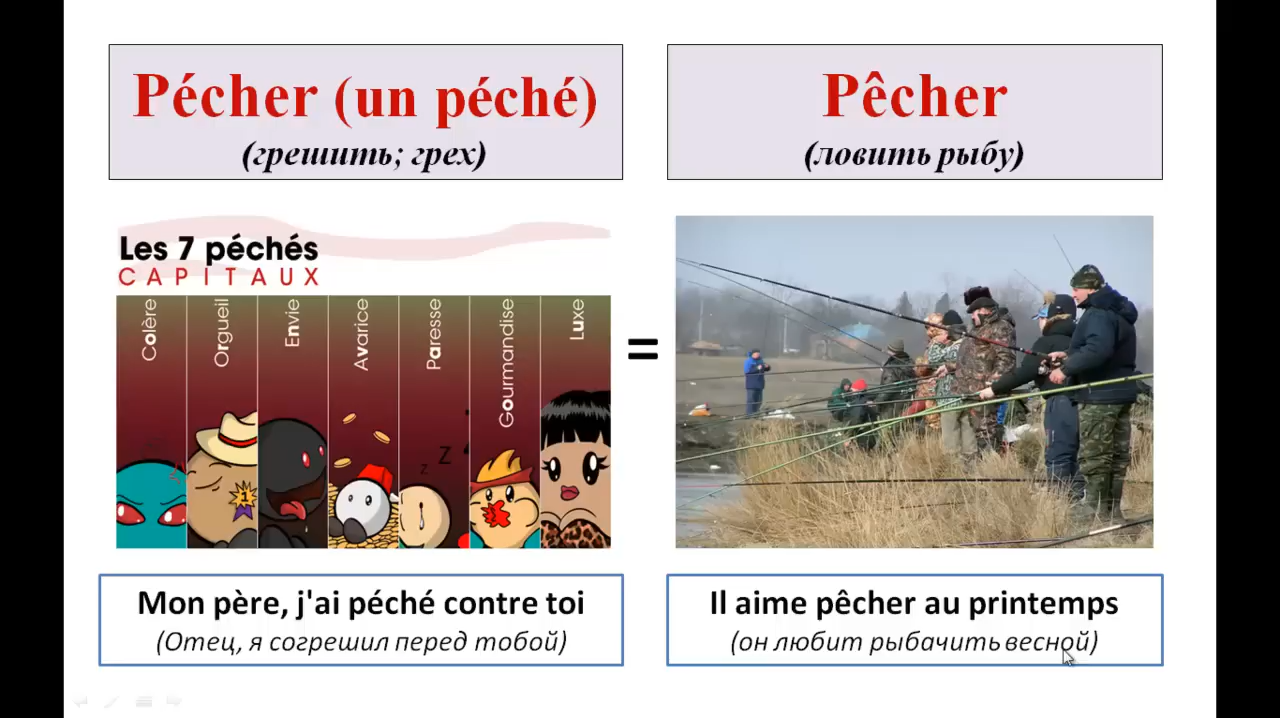 Pécher (un péché)
(грешить; грех)
Pêcher
(ловить рыбу)
Les 7 péchés
CAPITAUX
Colère
Orgueil
Envie
Avarice
Paresse
Gourmandise
Luxe
1
z Z
=
Mon père, j'ai péché contre toi
(Отец, я согрешил перед тобой)
Il aime pêcher au printemps
(он любит рыбачить весной)